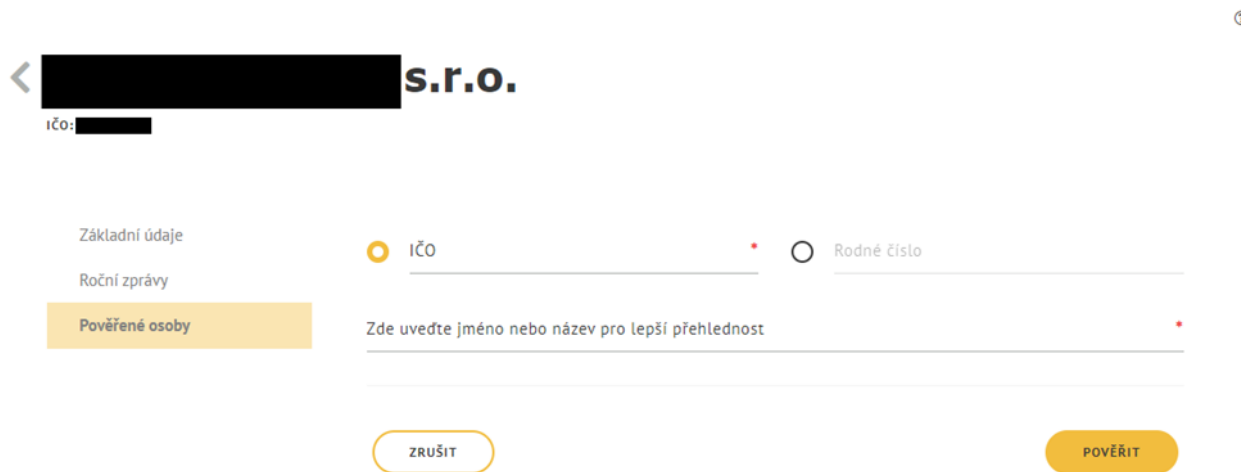 s.r.o.
IČO:
Základní údaje
Roční zprávy
Pověřené osoby
IČO * Rodné číslo
Zde uveďte jméno nebo název pro lepší přehlednost *
ZRUŠIT POVĚŘIT